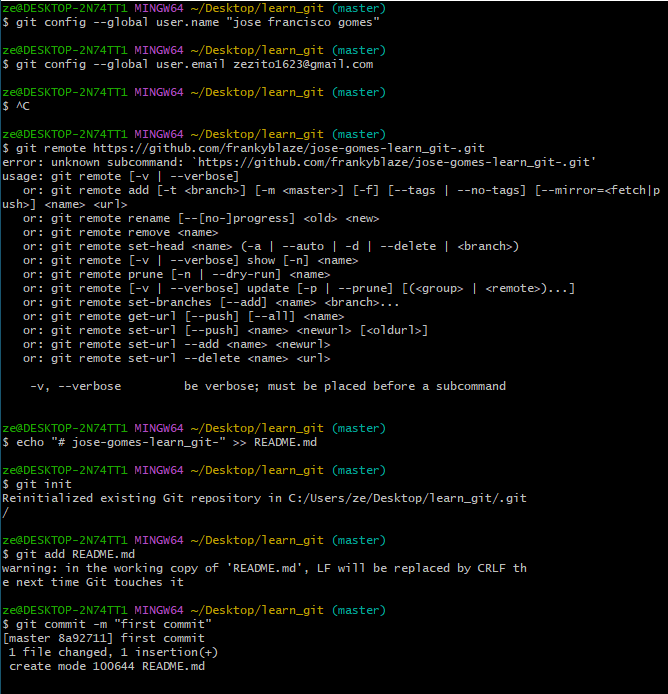 ze@DESKTOP-2N74TT1 MINGW64 ~/Desktop/learn_git (master)
$ git config --global user.name "jose francisco gomes"
ze@DESKTOP-2N74TT1 MINGW64 ~/Desktop/learn_git (master)
$ git config --global user.email zezito1623@gmail.com
ze@DESKTOP-2N74TT1 MINGW64 ~/Desktop/learn_git (master)
$ ^C
ze@DESKTOP-2N74TT1 MINGW64 ~/Desktop/learn_git (master)
$ git remote https://github.com/frankyblaze/jose-gomes-learn_git-.git
error: unknown subcommand: `https://github.com/frankyblaze/jose-gomes-learn_git-.git'
usage: git remote [-v | --verbose]
   or: git remote add [-t <branch>] [-m <master>] [-f] [--tags | --no-tags] [--mirror=<fetch|p
ush>] <name> <url>
   or: git remote rename [--[no-]progress] <old> <new>
   or: git remote remove <name>
   or: git remote set-head <name> (-a | --auto | -d | --delete | <branch>)
   or: git remote [-v | --verbose] show [-n] <name>
   or: git remote prune [-n | --dry-run] <name>
   or: git remote [-v | --verbose] update [-p | --prune] [(<group> | <remote>)...]
   or: git remote set-branches [--add] <name> <branch>...
   or: git remote get-url [--push] [--all] <name>
   or: git remote set-url [--push] <name> <newurl> [<oldurl>]
   or: git remote set-url --add <name> <newurl>
   or: git remote set-url --delete <name> <url>
    -v, --verbose         be verbose; must be placed before a subcommand
ze@DESKTOP-2N74TT1 MINGW64 ~/Desktop/learn_git (master)
$ echo "# jose-gomes-learn_git-" >> README.md
ze@DESKTOP-2N74TT1 MINGW64 ~/Desktop/learn_git (master)
$ git init
Reinitialized existing Git repository in C:/Users/ze/Desktop/learn_git/.git
/
ze@DESKTOP-2N74TT1 MINGW64 ~/Desktop/learn_git (master)
$ git add README.md
warning: in the working copy of 'README.md', LF will be replaced by CRLF th
e next time Git touches it
ze@DESKTOP-2N74TT1 MINGW64 ~/Desktop/learn_git (master)
$ git commit -m "first commit"
[master 8a92711] first commit
 1 file changed, 1 insertion(+)
 create mode 100644 README.md